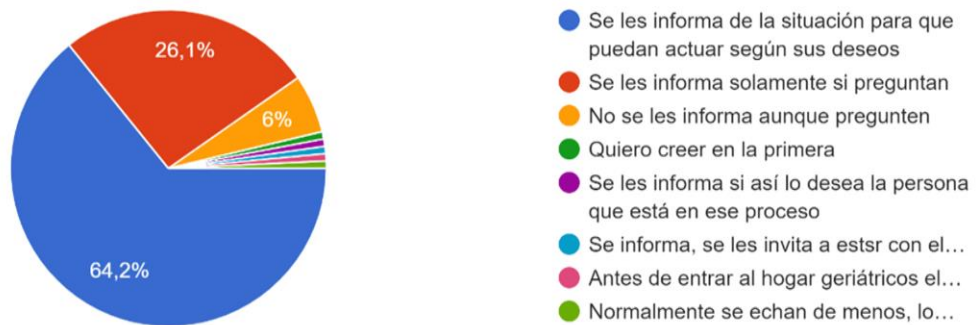 26,1%
6%
64,2%
Se les informa de la situación para que
puedan actuar según sus deseos
Se les informa solamente si preguntan
No se les informa aunque pregunten
Quiero creer en la primera
Se les informa si así lo desea la persona
que está en ese proceso
Se informa, se les invita a estsr con el…
Antes de entrar al hogar geriátricos el…
Normalmente se echan de menos, lo…